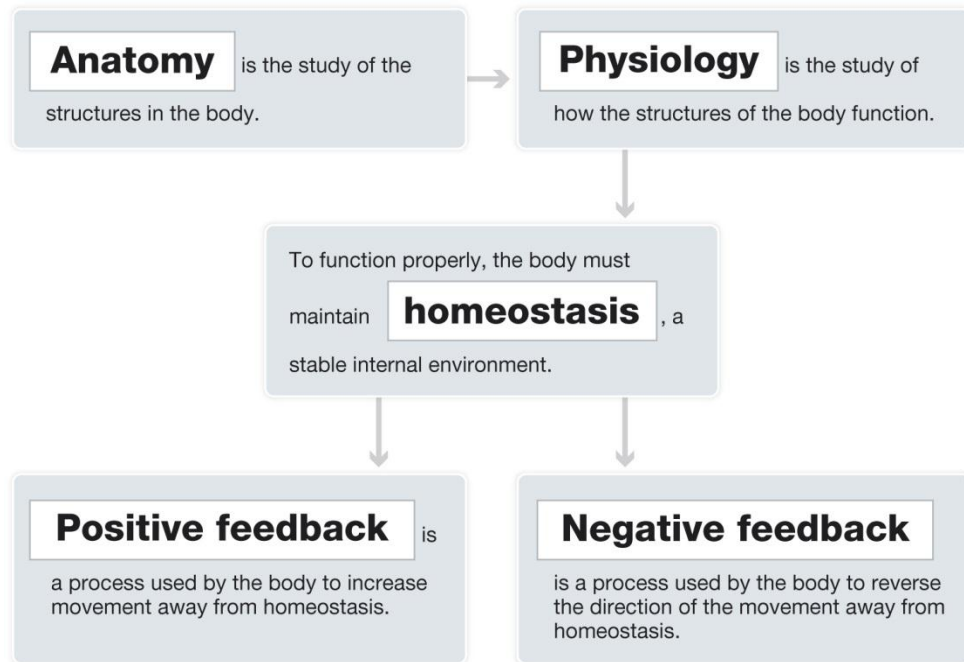 Anatomy is the study of the
structures in the body.
Physiology is the study of
how the structures of the body function.
To function properly, the body must
maintain homeostasis, a
stable internal environment.
Positive feedback is
a process used by the body to increase
movement away from homeostasis.
Negative feedback
is a process used by the body to reverse
the direction of the movement away from
homeostasis.